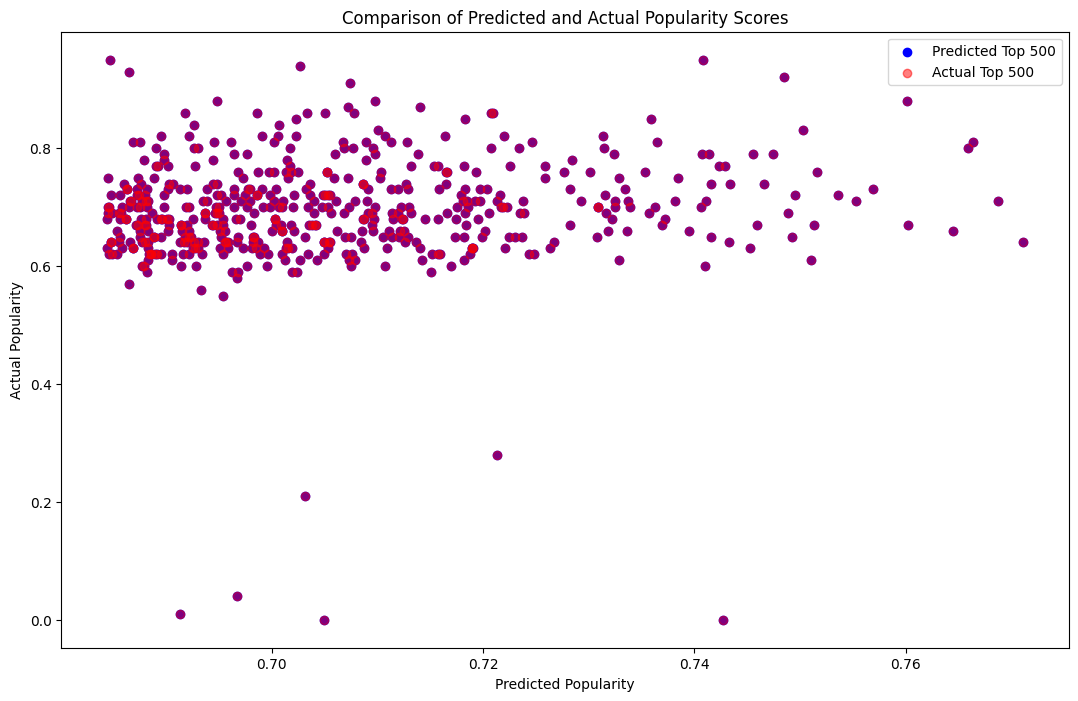 Comparison of Predicted and Actual Popularity Scores
Predicted Top 500
Actual Top 500
Actual Popularity
0.8
0.6
0.4
0.2
0.0
0.70 0.72 0.74 0.76
Predicted Popularity